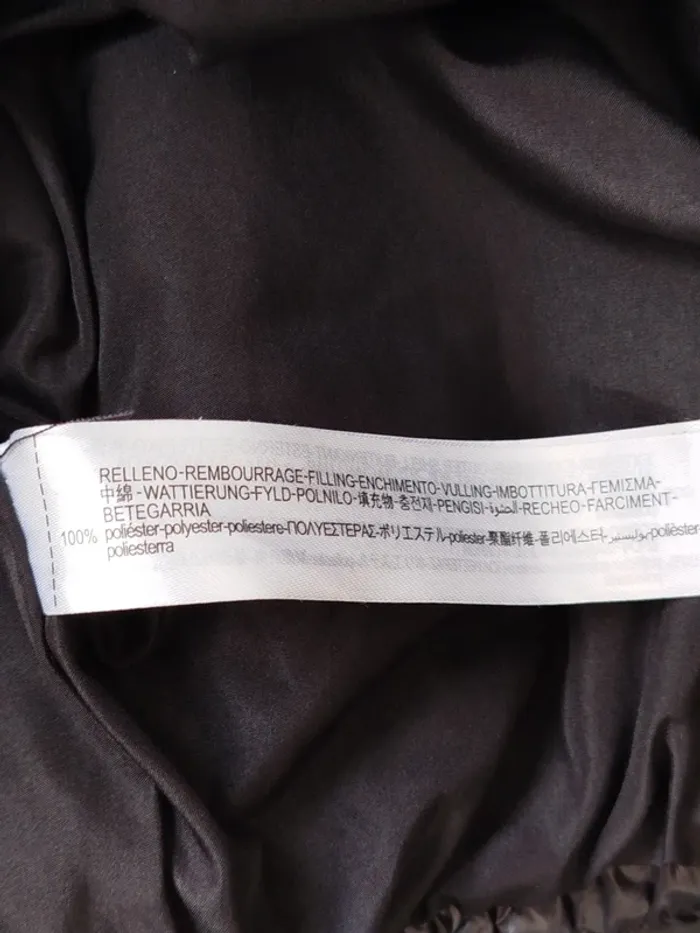 RELLENO-REMBOURRAGE-FILLING-ENCHIMENTO-VULLING-IMBOTTITURA-ΓΕΜΙΣΜΑ-
中綿-WATTIERUNG-FYLD-POLNILO-填充物-충전재-PENGISI-الحشوة-RECHEO-FARCIMENT-
BETEGARRIA
100% poliéster-polyester-poliestere-ΠΟΛΥΕΣΤΕΡΑΣ-ポリエステル-poliester-聚酯纤维-폴리에스터-بوليستير-polièster
poliesterra